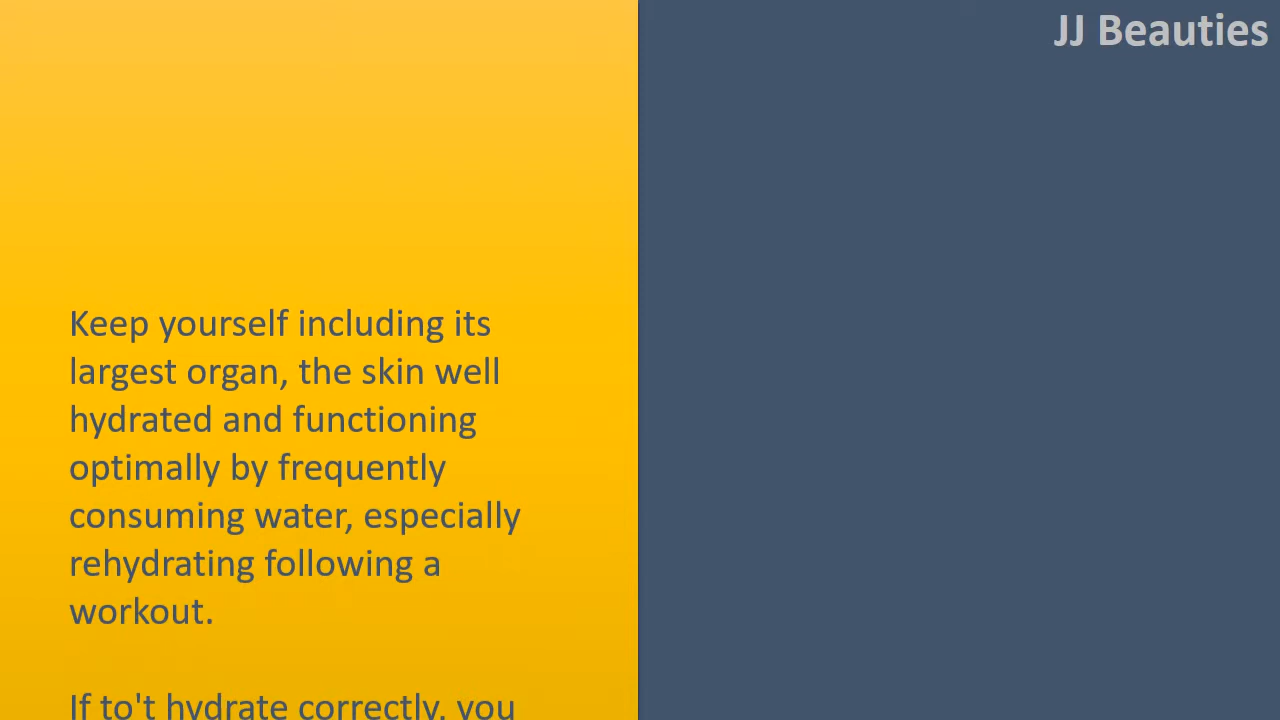 JJ Beauties
Keep yourself including its
largest organ, the skin well
hydrated and functioning
optimally by frequently
consuming water, especially
rehydrating following a
workout.
If to't hydrate correctly, you